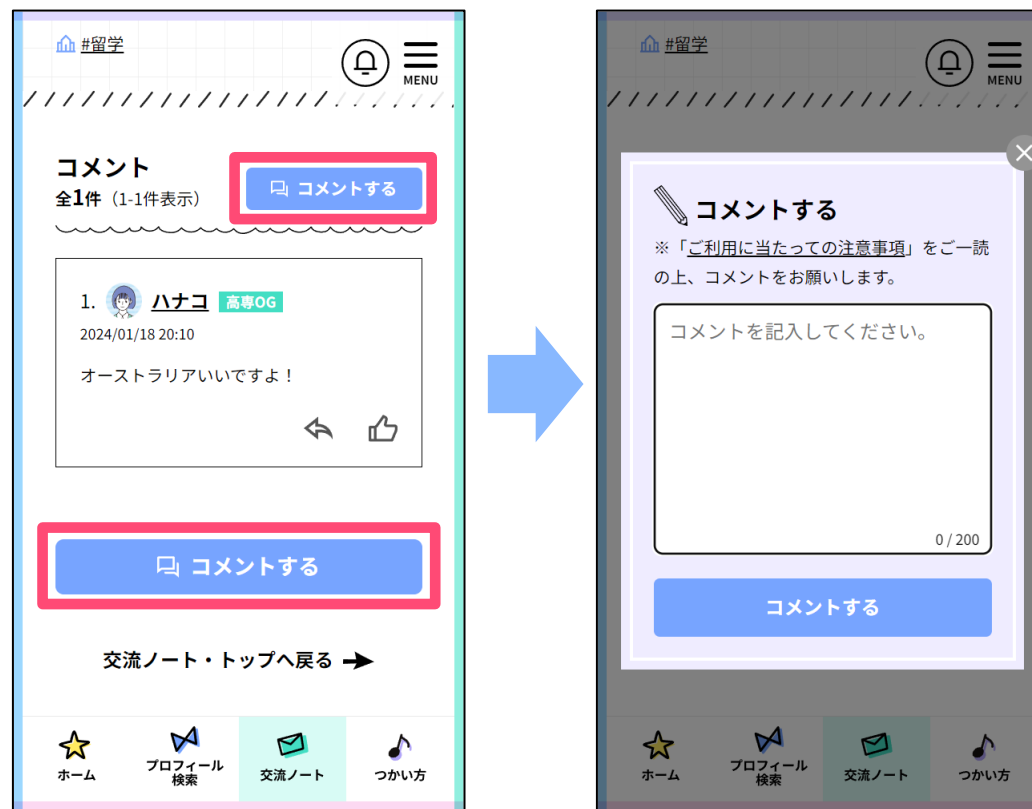 #留学
MENU
コメント
全1件（1-1件表示）
コメントする
1. ハナコ 高専OG
2024/01/18 20:10
オーストラリアいいですよ！
コメントする
交流ノート・トップへ戻る
ホーム
プロフィール
検索
交流ノート
つかい方
#留学
MENU
コメントする
※「ご利用に当たっての注意事項」をご一読
の上、コメントをお願いします。
コメントを記入してください。
0 / 200
コメントする
ホーム
プロフィール
検索
交流ノート
つかい方